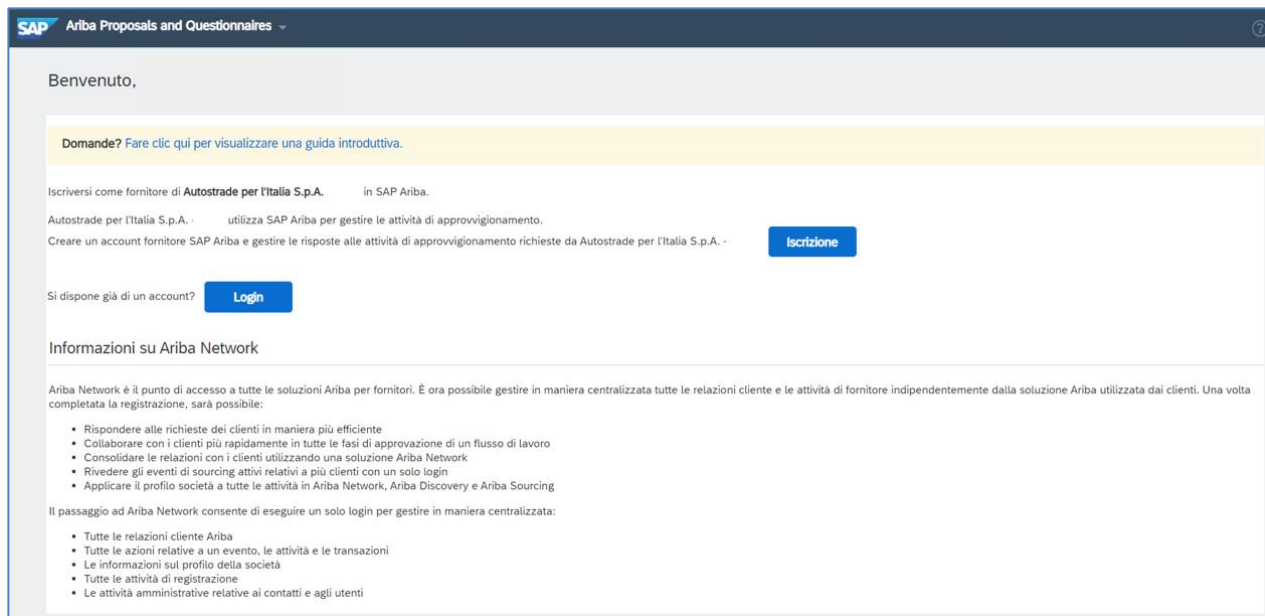 SAP Ariba Proposals and Questionnaires
Benvenuto,
Domande? Fare clic qui per visualizzare una guida introduttiva.
Iscriversi come fornitore di Autostrade per l'Italia S.p.A. in SAP Ariba.
Autostrade per l'Italia S.p.A. - utilizza SAP Ariba per gestire le attività di approvvigionamento.
Creare un account fornitore SAP Ariba e gestire le risposte alle attività di approvvigionamento richieste da Autostrade per l'Italia S.p.A. - Iscrizione
Si dispone già di un account? Login
Informazioni su Ariba Network
Ariba Network è il punto di accesso a tutte le soluzioni Ariba per fornitori. È ora possibile gestire in maniera centralizzata tutte le relazioni cliente e le attività di fornitore indipendentemente dalla soluzione Ariba utilizzata dai clienti. Una volta
completata la registrazione, sarà possibile:
• Rispondere alle richieste dei clienti in maniera più efficiente
• Collaborare con i clienti più rapidamente in tutte le fasi di approvazione di un flusso di lavoro
• Consolidare le relazioni con i clienti utilizzando una soluzione Ariba Network
• Rivedere gli eventi di sourcing attivi relativi a più clienti con un solo login
• Applicare il profilo società a tutte le attività in Ariba Network, Ariba Discovery e Ariba Sourcing
Il passaggio ad Ariba Network consente di eseguire un solo login per gestire in maniera centralizzata:
• Tutte le relazioni cliente Ariba
• Tutte le azioni relative a un evento, le attività e le transazioni
• Le informazioni sul profilo della società
• Tutte le attività di registrazione
• Le attività amministrative relative ai contatti e agli utenti